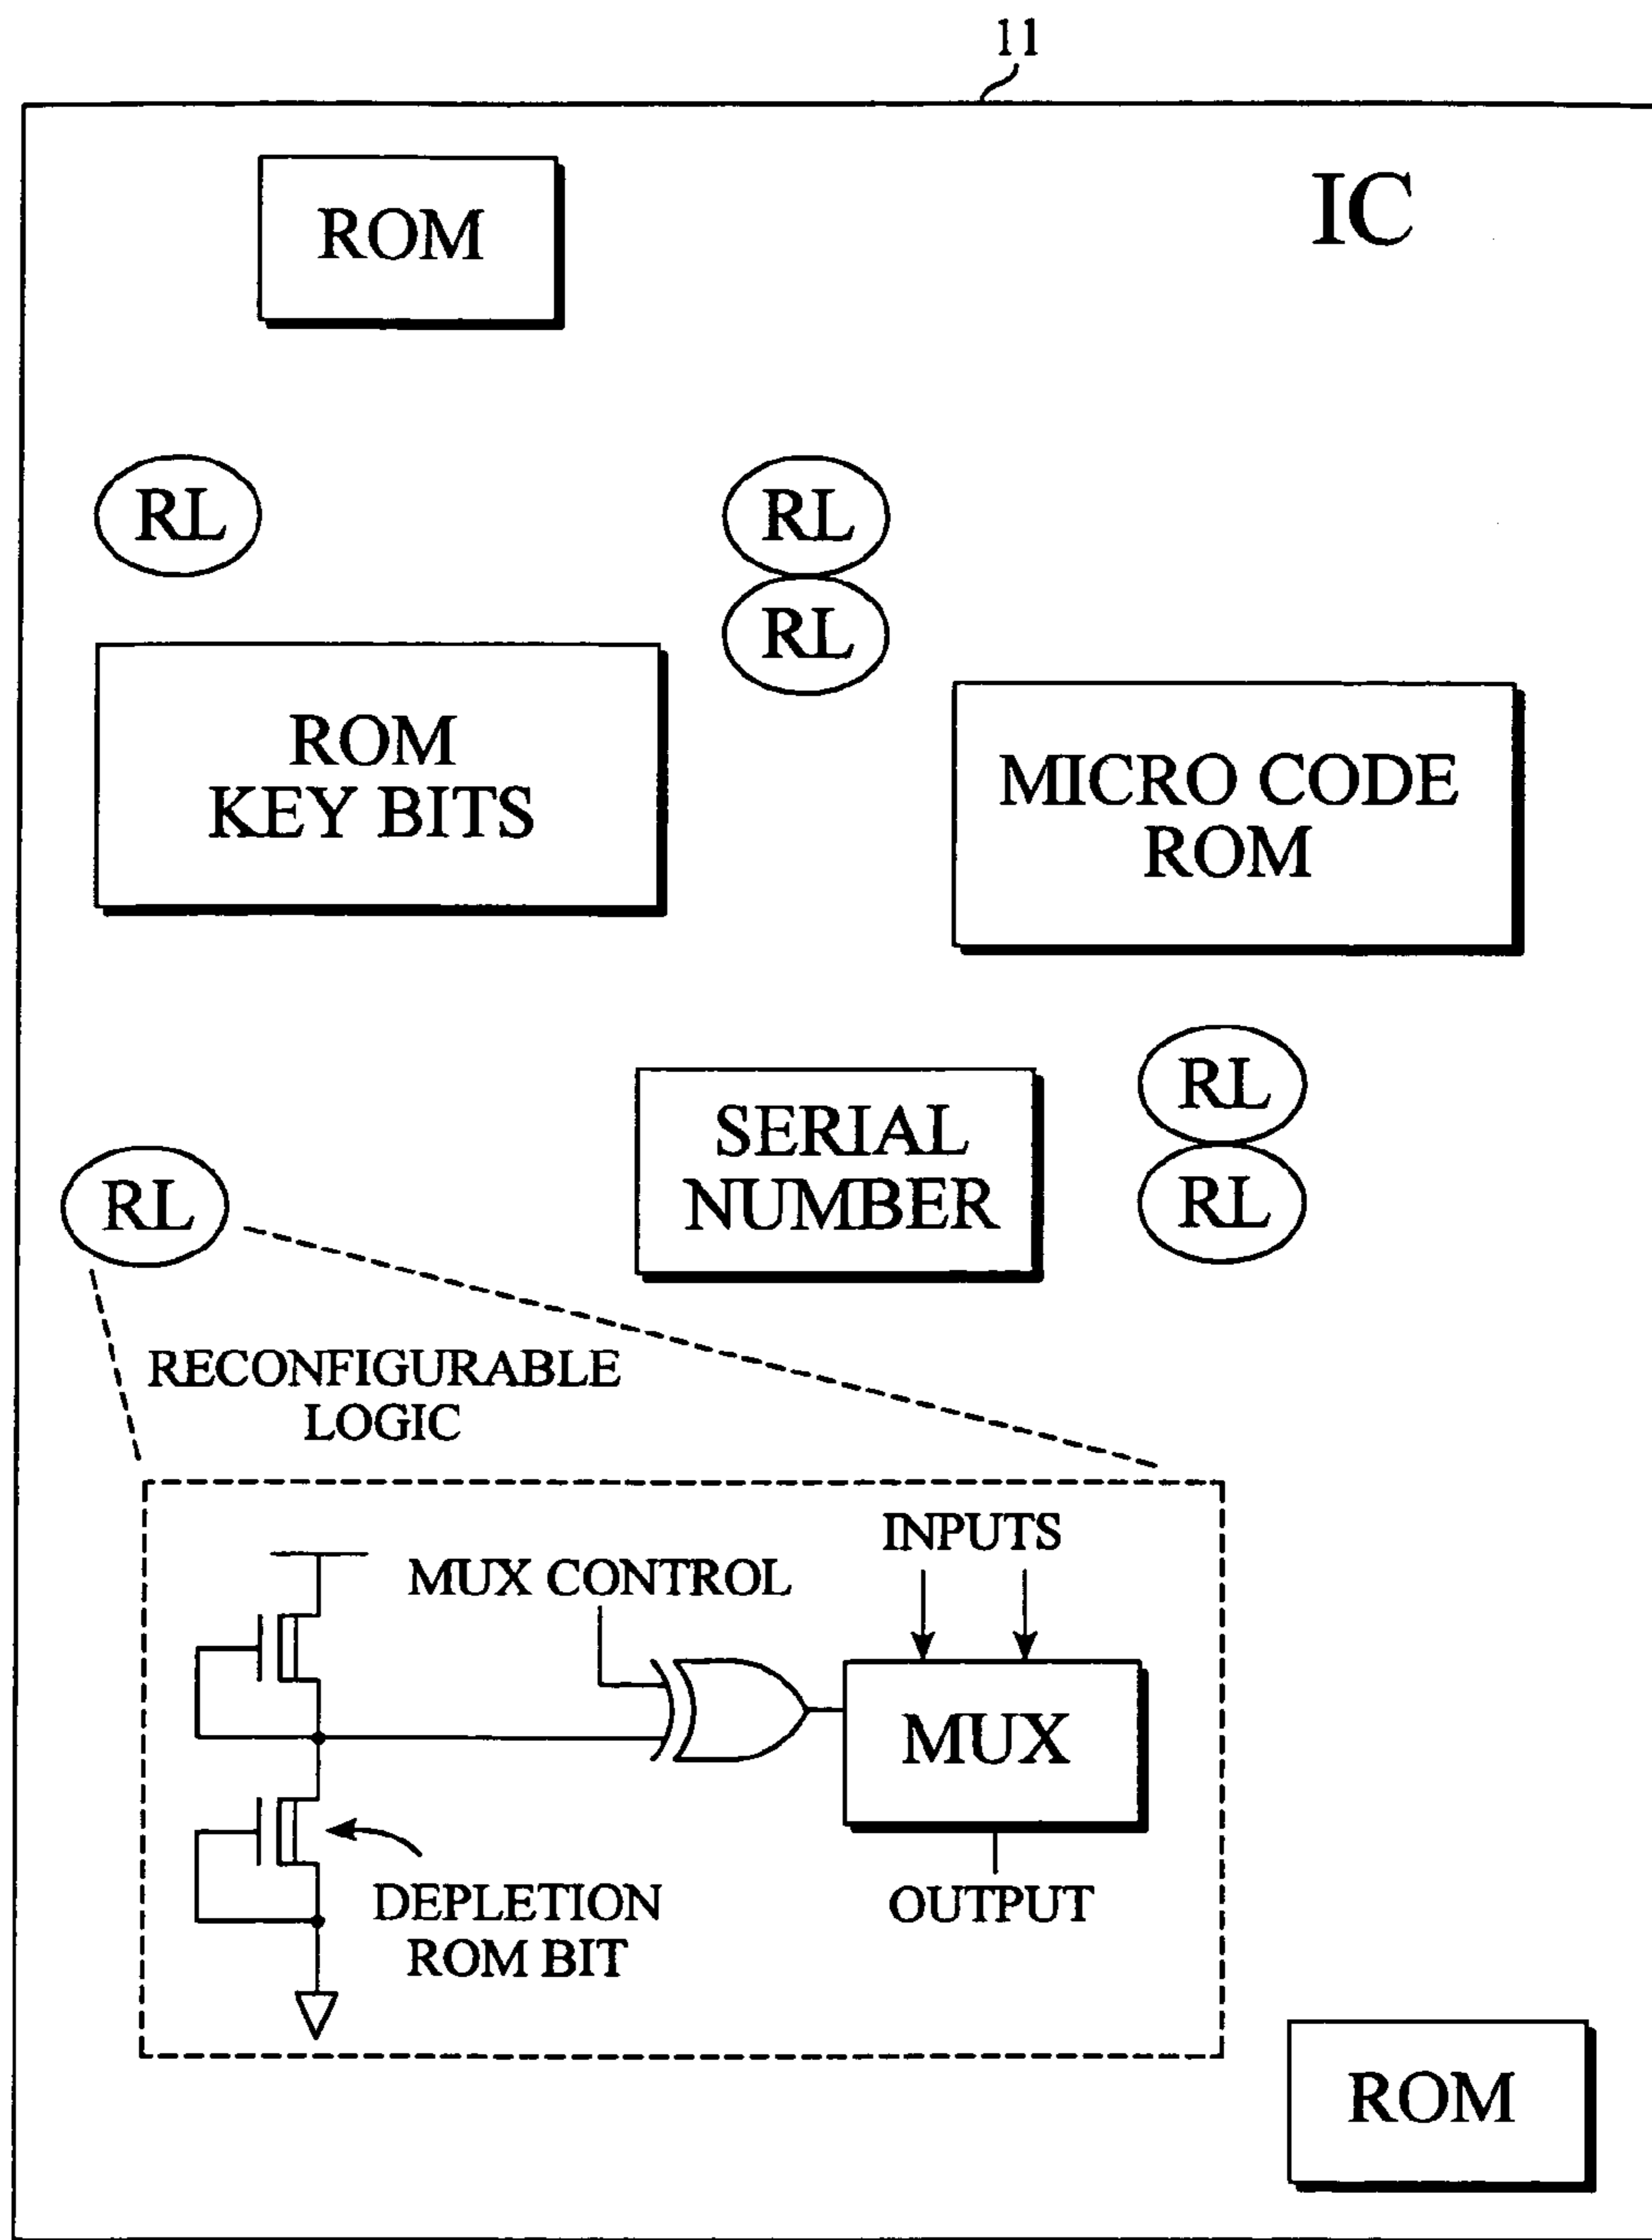 11
ROM
IC
RL
RL
RL
ROM
KEY BITS
MICRO CODE
ROM
RL
RL
SERIAL
NUMBER
RL
RECONFIGURABLE
LOGIC
INPUTS
MUX CONTROL
MUX
DEPLETION
ROM BIT
OUTPUT
ROM